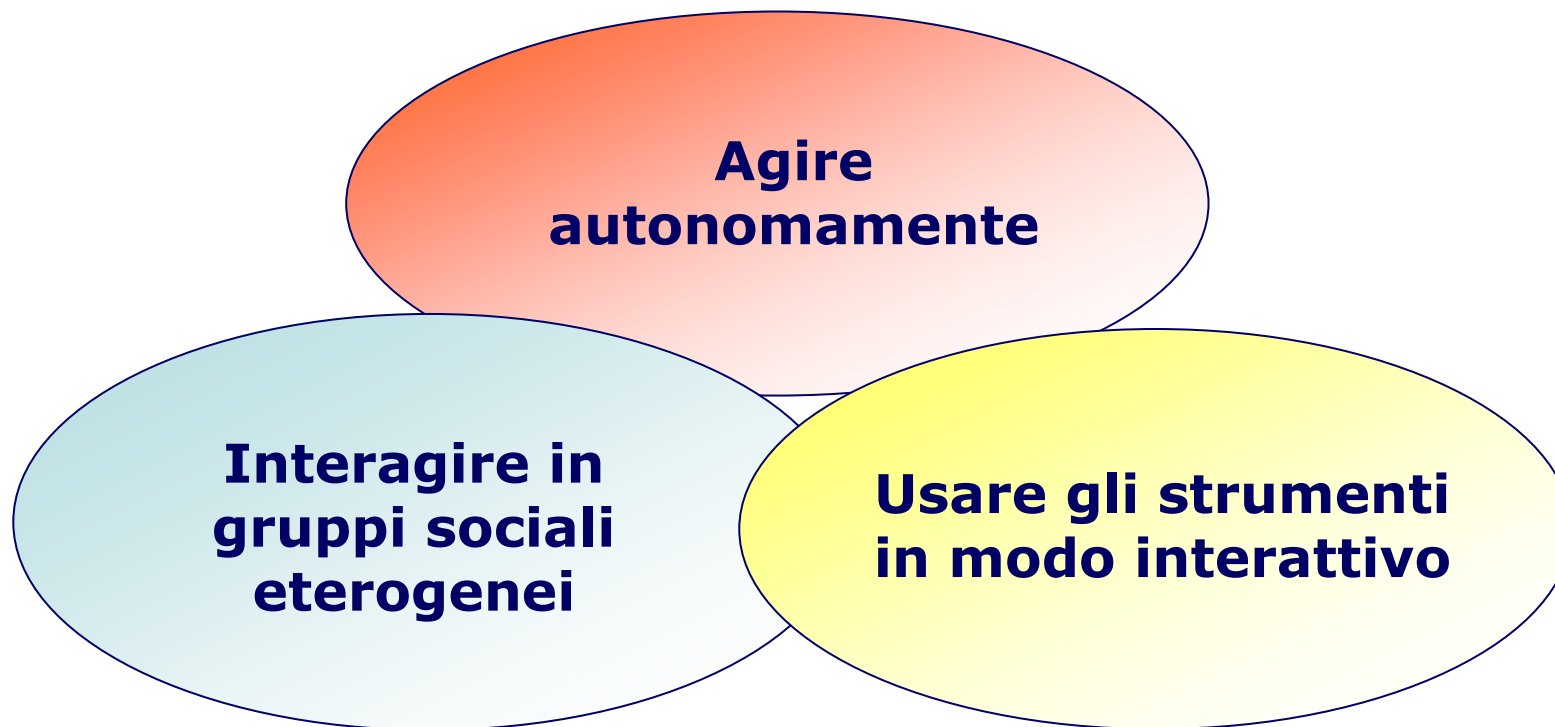 Agire
autonomamente
Interagire in
gruppi sociali
eterogenei
Usare gli strumenti
in modo interattivo